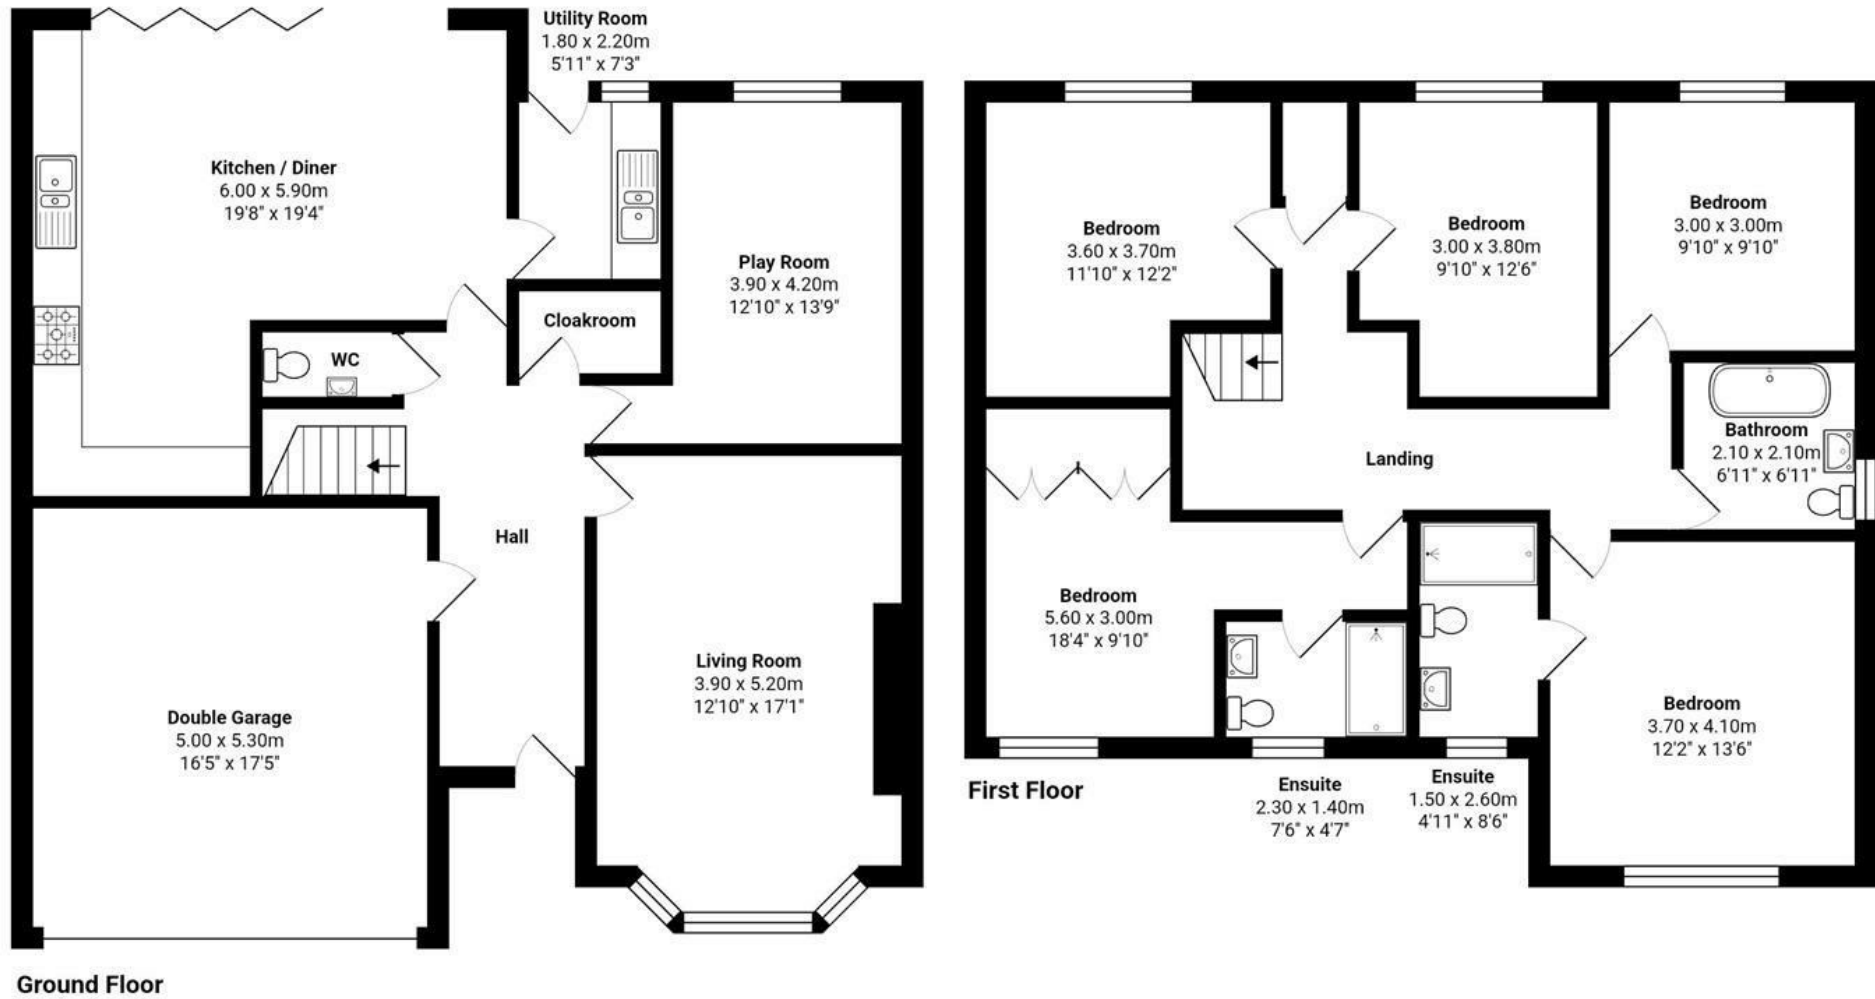 Utility Room
1.80 x 2.20m
5'11" x 7'3"
Kitchen / Diner
6.00 x 5.90m
19'8" x 19'4"
Play Room
3.90 x 4.20m
12'10" x 13'9"
Cloakroom
WC
Hall
Living Room
3.90 x 5.20m
12'10" x 17'1"
Double Garage
5.00 x 5.30m
16'5" x 17'5"
Ground Floor
Bedroom
3.60 x 3.70m
11'10" x 12'2"
Bedroom
3.00 x 3.80m
9'10" x 12'6"
Bedroom
3.00 x 3.00m
9'10" x 9'10"
Bathroom
2.10 x 2.10m
6'11" x 6'11"
Landing
Bedroom
5.60 x 3.00m
18'4" x 9'10"
Bedroom
3.70 x 4.10m
12'2" x 13'6"
Ensuite
2.30 x 1.40m
7'6" x 4'7"
Ensuite
1.50 x 2.60m
4'11" x 8'6"
First Floor